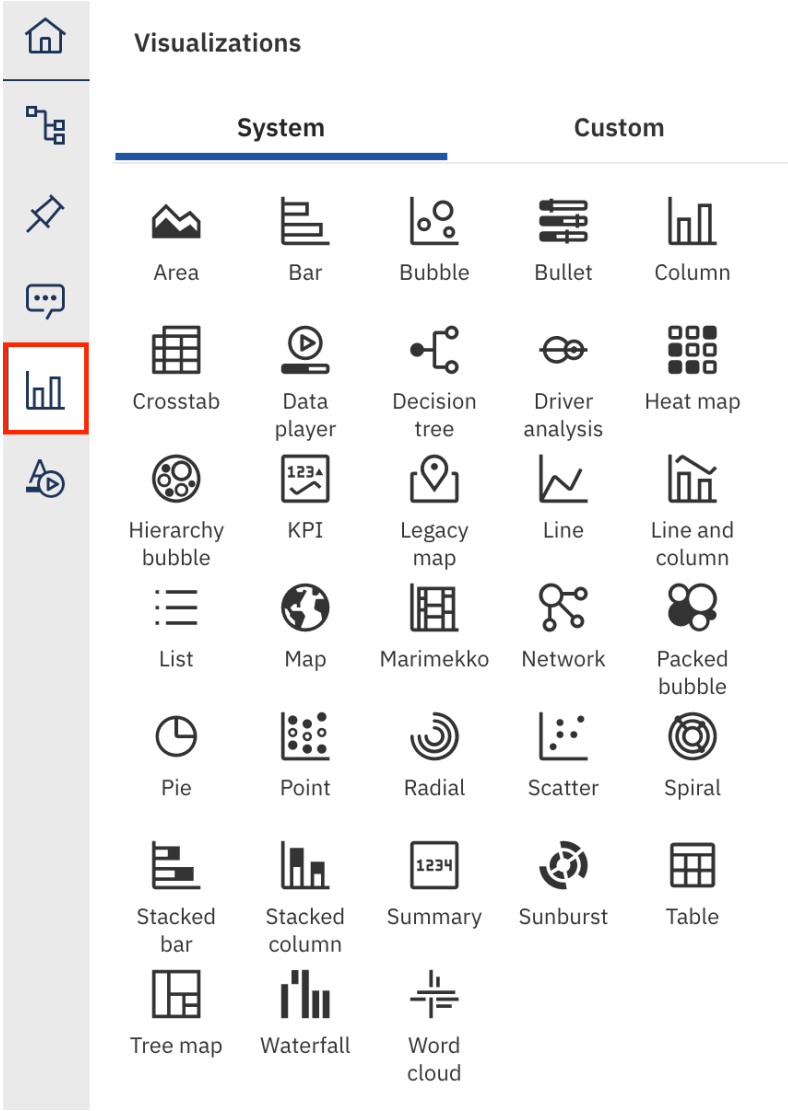 Visualizations
System Custom
Area Bar Bubble Bullet Column
Crosstab Data player Decision tree Driver analysis Heat map
123
Hierarchy bubble KPI Legacy map Line Line and column
List Map Marimekko Network Packed bubble
Pie Point Radial Scatter Spiral
1234
Stacked bar Stacked column Summary Sunburst Table
Tree map Waterfall Word cloud